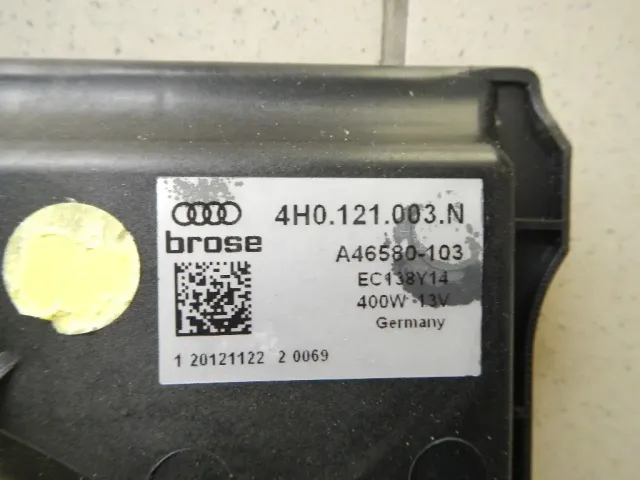 4H0.121.003.N
brose
A46580-103
EC138Y14
400W 13V
Germany
1 20121122 2 0069